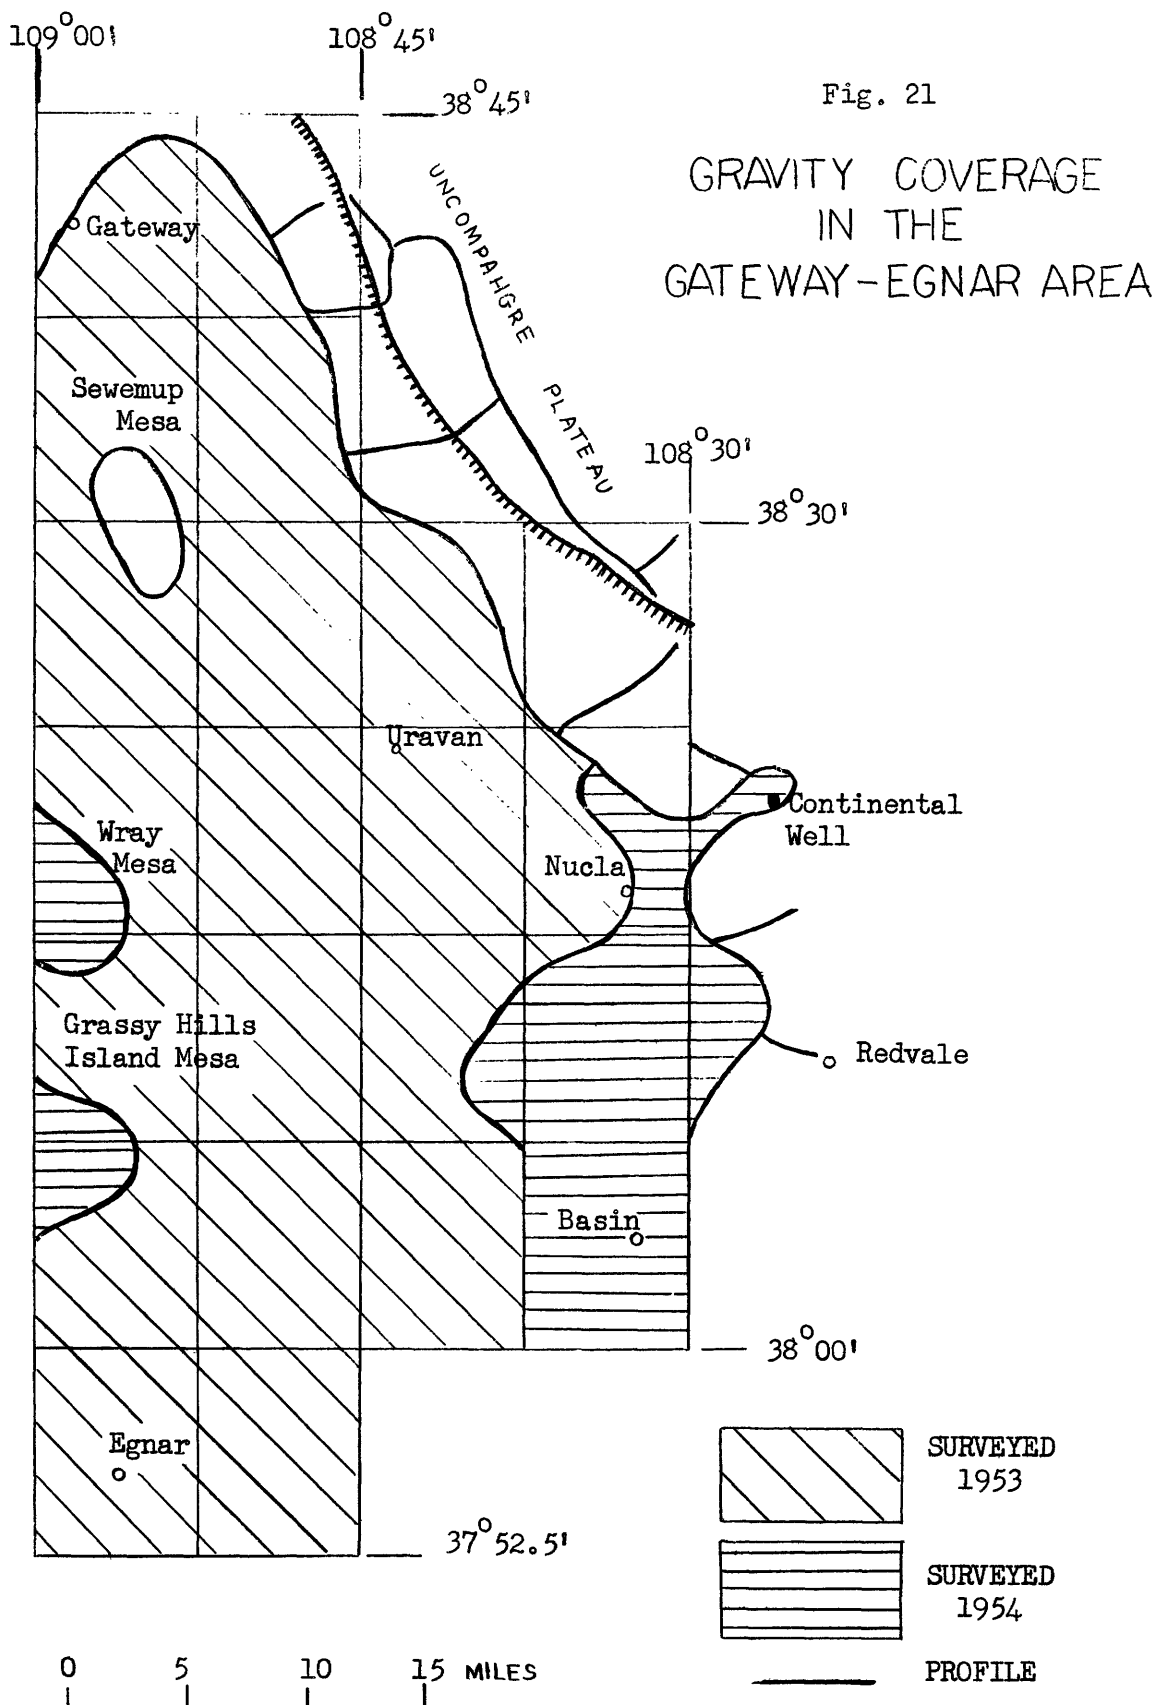 109°00'
108°45'
38°45'
Fig. 21
GRAVITY COVERAGE
IN THE
GATEWAY-EGNAR AREA
UNCOMPAHGRE PLATEAU
Gateway
Sewemup
Mesa
108°30'
38°30'
Uravan
Continental
Well
Wray
Mesa
Nucla
Grassy Hills
Island Mesa
Redvale
Basin
38°00'
Egnar
37°52.5'
SURVEYED
1953
SURVEYED
1954
PROFILE
0 5 10 15 MILES